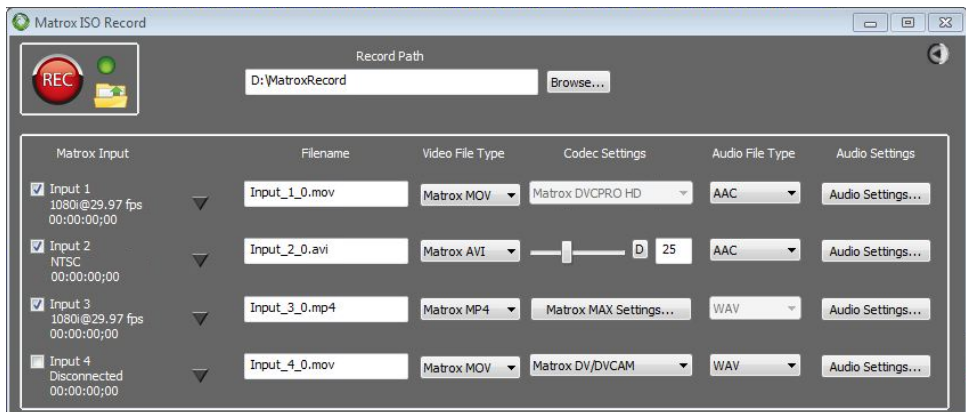 Matrox ISO Record
REC
Record Path
D:\MatroxRecord
Browse...
Matrox Input Filename Video File Type Codec Settings Audio File Type Audio Settings
Input 1 Input_1_0.mov Matrox MOV Matrox DVCPRO HD AAC Audio Settings...
1080i@29.97 fps
00:00:00;00
Input 2 Input_2_0.avi Matrox AVI D 25 AAC Audio Settings...
NTSC
00:00:00;00
Input 3 Input_3_0.mp4 Matrox MP4 Matrox MAX Settings... WAV Audio Settings...
1080i@29.97 fps
00:00:00;00
Input 4 Input_4_0.mov Matrox MOV Matrox DV/DVCAM WAV Audio Settings...
Disconnected
00:00:00;00